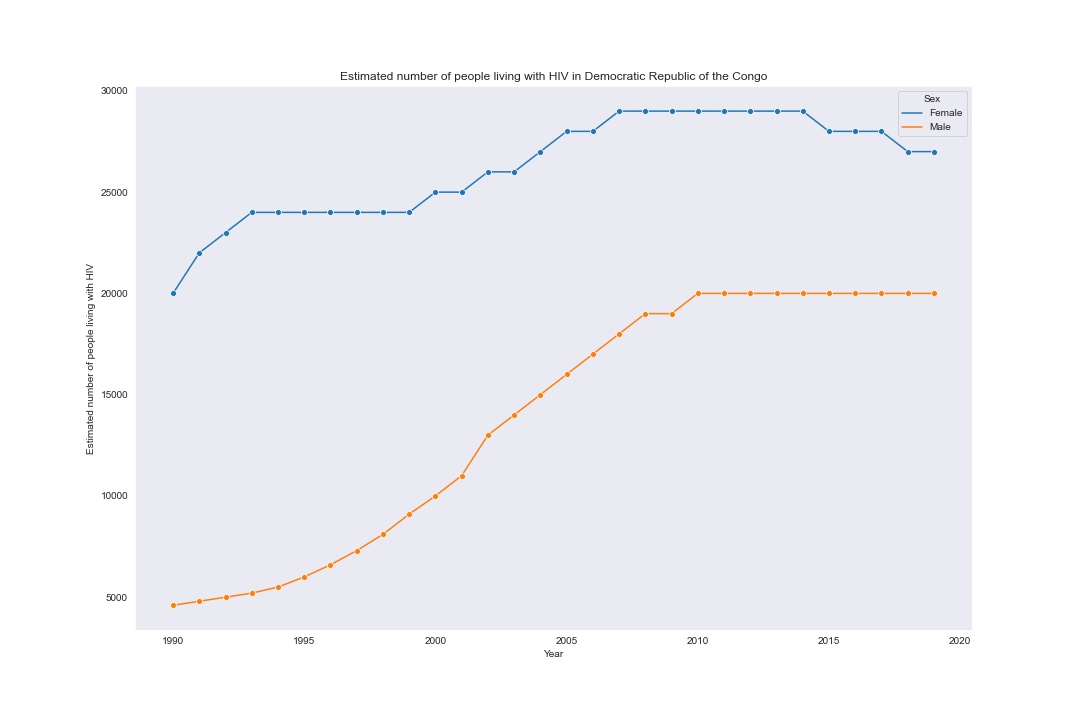 Estimated number of people living with HIV in Democratic Republic of the Congo
Sex
Female
Male
Estimated number of people living with HIV
30000
25000
20000
15000
10000
5000
1990 1995 2000 2005 2010 2015 2020
Year